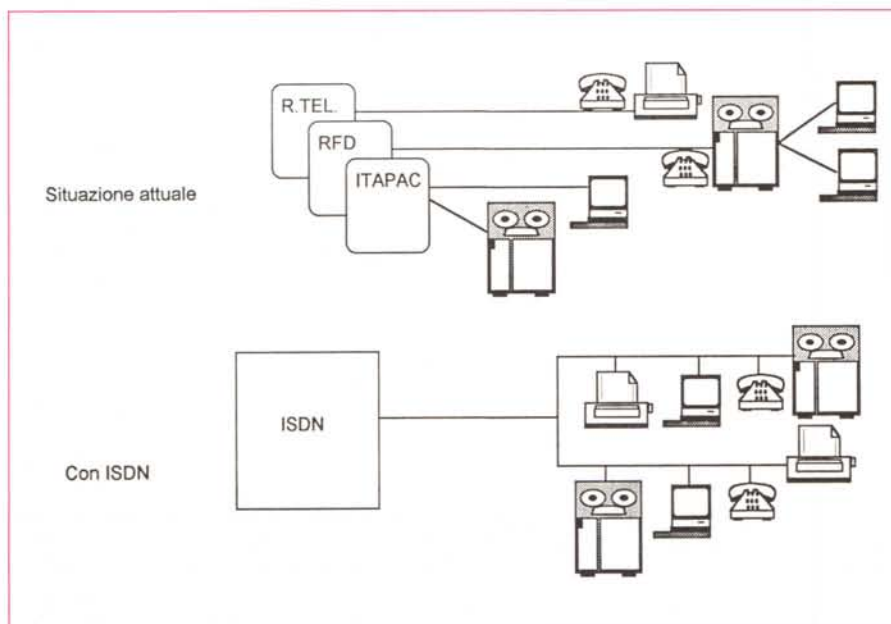 R.TEL.
RFD
ITAPAC
Situazione attuale
ISDN
Con ISDN